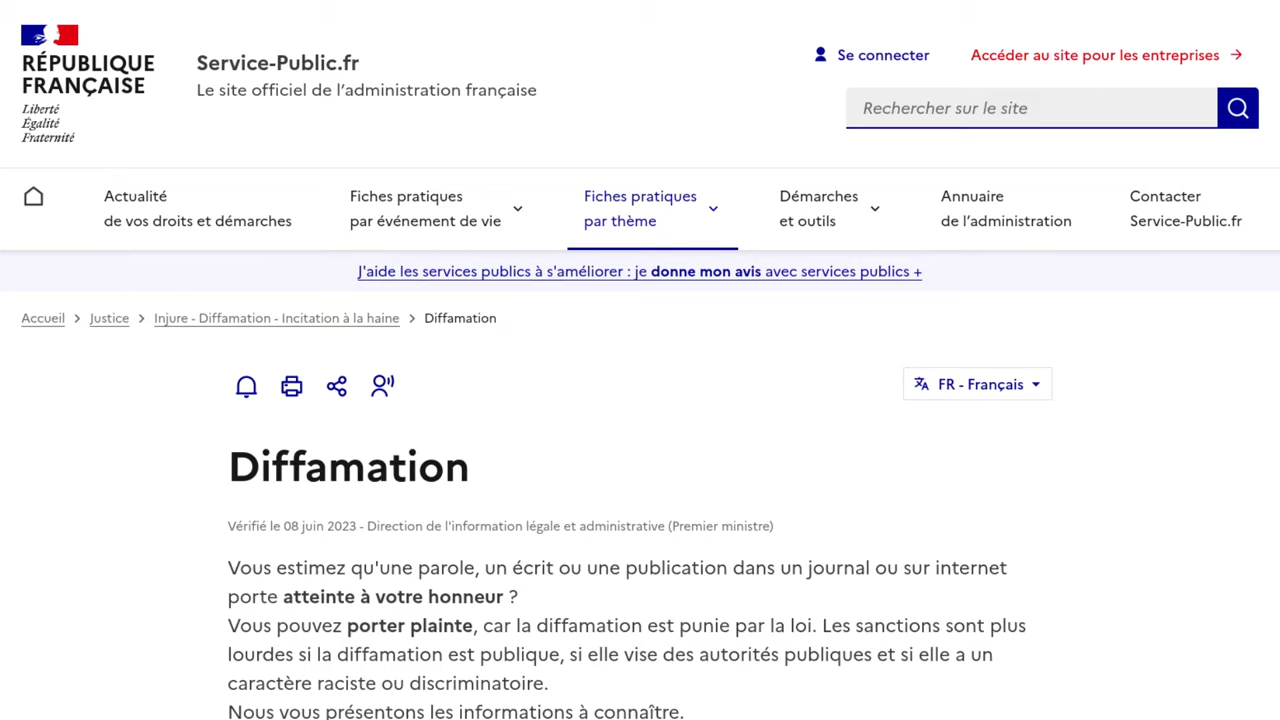 RÉPUBLIQUE
FRANÇAISE
Liberté
Égalité
Fraternité
Service-Public.fr
Le site officiel de l’administration française
Se connecter
Accéder au site pour les entreprises
Rechercher sur le site
Actualité
de vos droits et démarches
Fiches pratiques
par événement de vie
Fiches pratiques
par thème
Démarches
et outils
Annuaire
de l’administration
Contacter
Service-Public.fr
J'aide les services publics à s'améliorer : je donne mon avis avec services publics +
Accueil > Justice > Injure - Diffamation - Incitation à la haine > Diffamation
FR - Français
Diffamation
Vérifié le 08 juin 2023 - Direction de l'information légale et administrative (Premier ministre)
Vous estimez qu'une parole, un écrit ou une publication dans un journal ou sur internet
porte atteinte à votre honneur ?
Vous pouvez porter plainte, car la diffamation est punie par la loi. Les sanctions sont plus
lourdes si la diffamation est publique, si elle vise des autorités publiques et si elle a un
caractère raciste ou discriminatoire.
Nous vous présentons les informations à connaître.